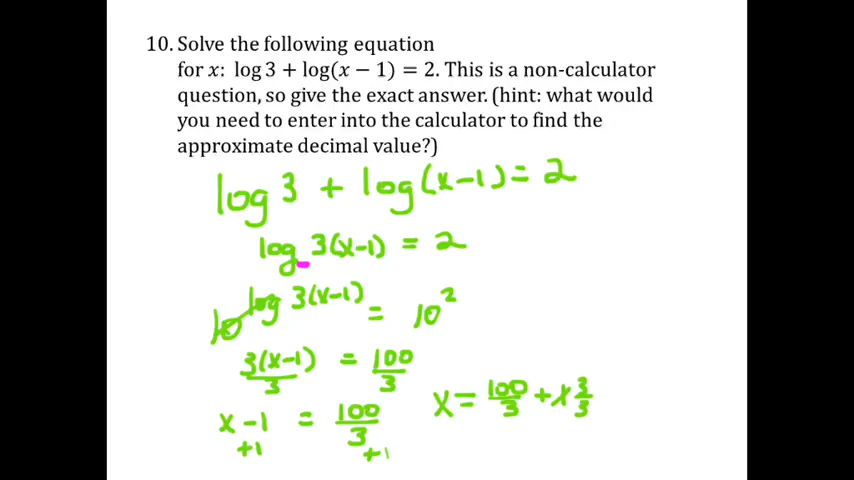 10. Solve the following equation
for x: log 3 + log(x − 1) = 2. This is a non-calculator
question, so give the exact answer. (hint: what would
you need to enter into the calculator to find the
approximate decimal value?)
log 3 + log(x-1) = 2
log 3(x-1) = 2
10^log 3(x-1) = 10^2
3(x-1)/3 = 100/3
x-1 = 100/3
+1 +1
x = 100/3 + 3/3